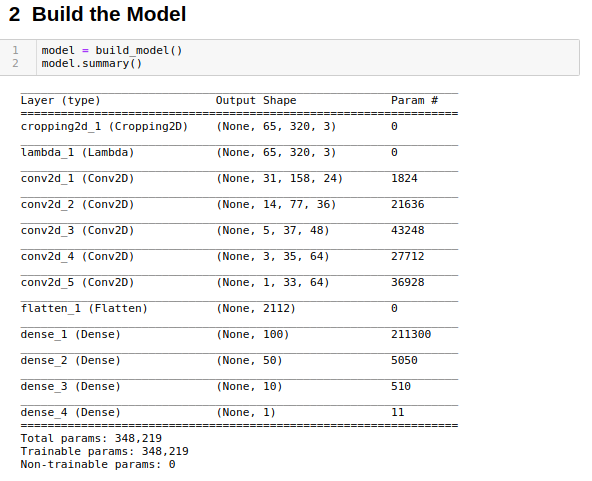 2 Build the Model
1 model = build_model()
2 model.summary()
Layer (type) Output Shape Param #
cropping2d_1 (Cropping2D) (None, 65, 320, 3) 0
lambda_1 (Lambda) (None, 65, 320, 3) 0
conv2d_1 (Conv2D) (None, 31, 158, 24) 1824
conv2d_2 (Conv2D) (None, 14, 77, 36) 21636
conv2d_3 (Conv2D) (None, 5, 37, 48) 43248
conv2d_4 (Conv2D) (None, 3, 35, 64) 27712
conv2d_5 (Conv2D) (None, 1, 33, 64) 36928
flatten_1 (Flatten) (None, 2112) 0
dense_1 (Dense) (None, 100) 211300
dense_2 (Dense) (None, 50) 5050
dense_3 (Dense) (None, 10) 510
dense_4 (Dense) (None, 1) 11
Total params: 348,219
Trainable params: 348,219
Non-trainable params: 0